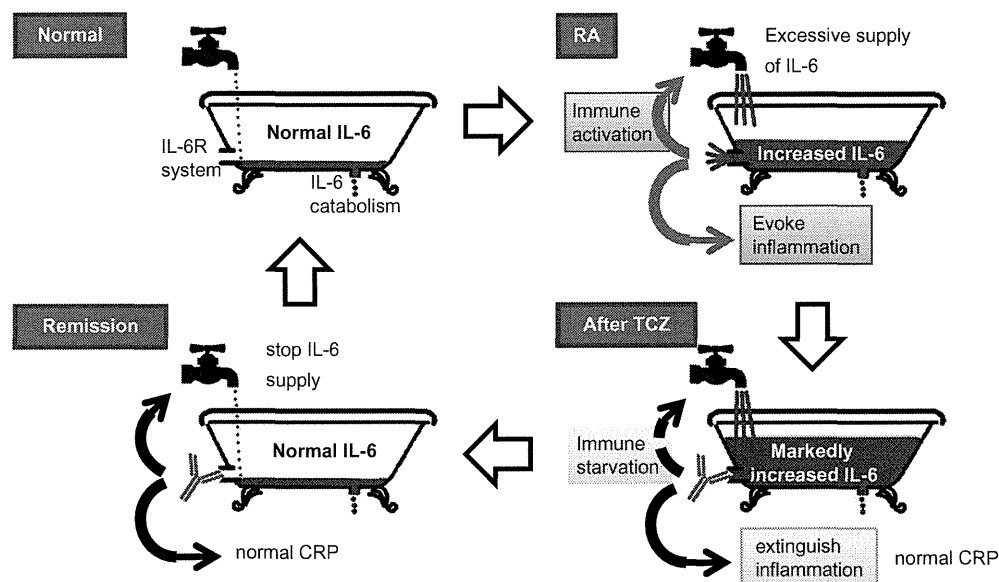 Normal
Normal IL-6
IL-6R
system
IL-6
catabolism
RA
Excessive supply
of IL-6
Immune
activation
Increased IL-6
Evoke
inflammation
Remission
stop IL-6
supply
Normal IL-6
normal CRP
After TCZ
Immune
starvation
Markedly
increased IL-6
extinguish
inflammation
normal CRP